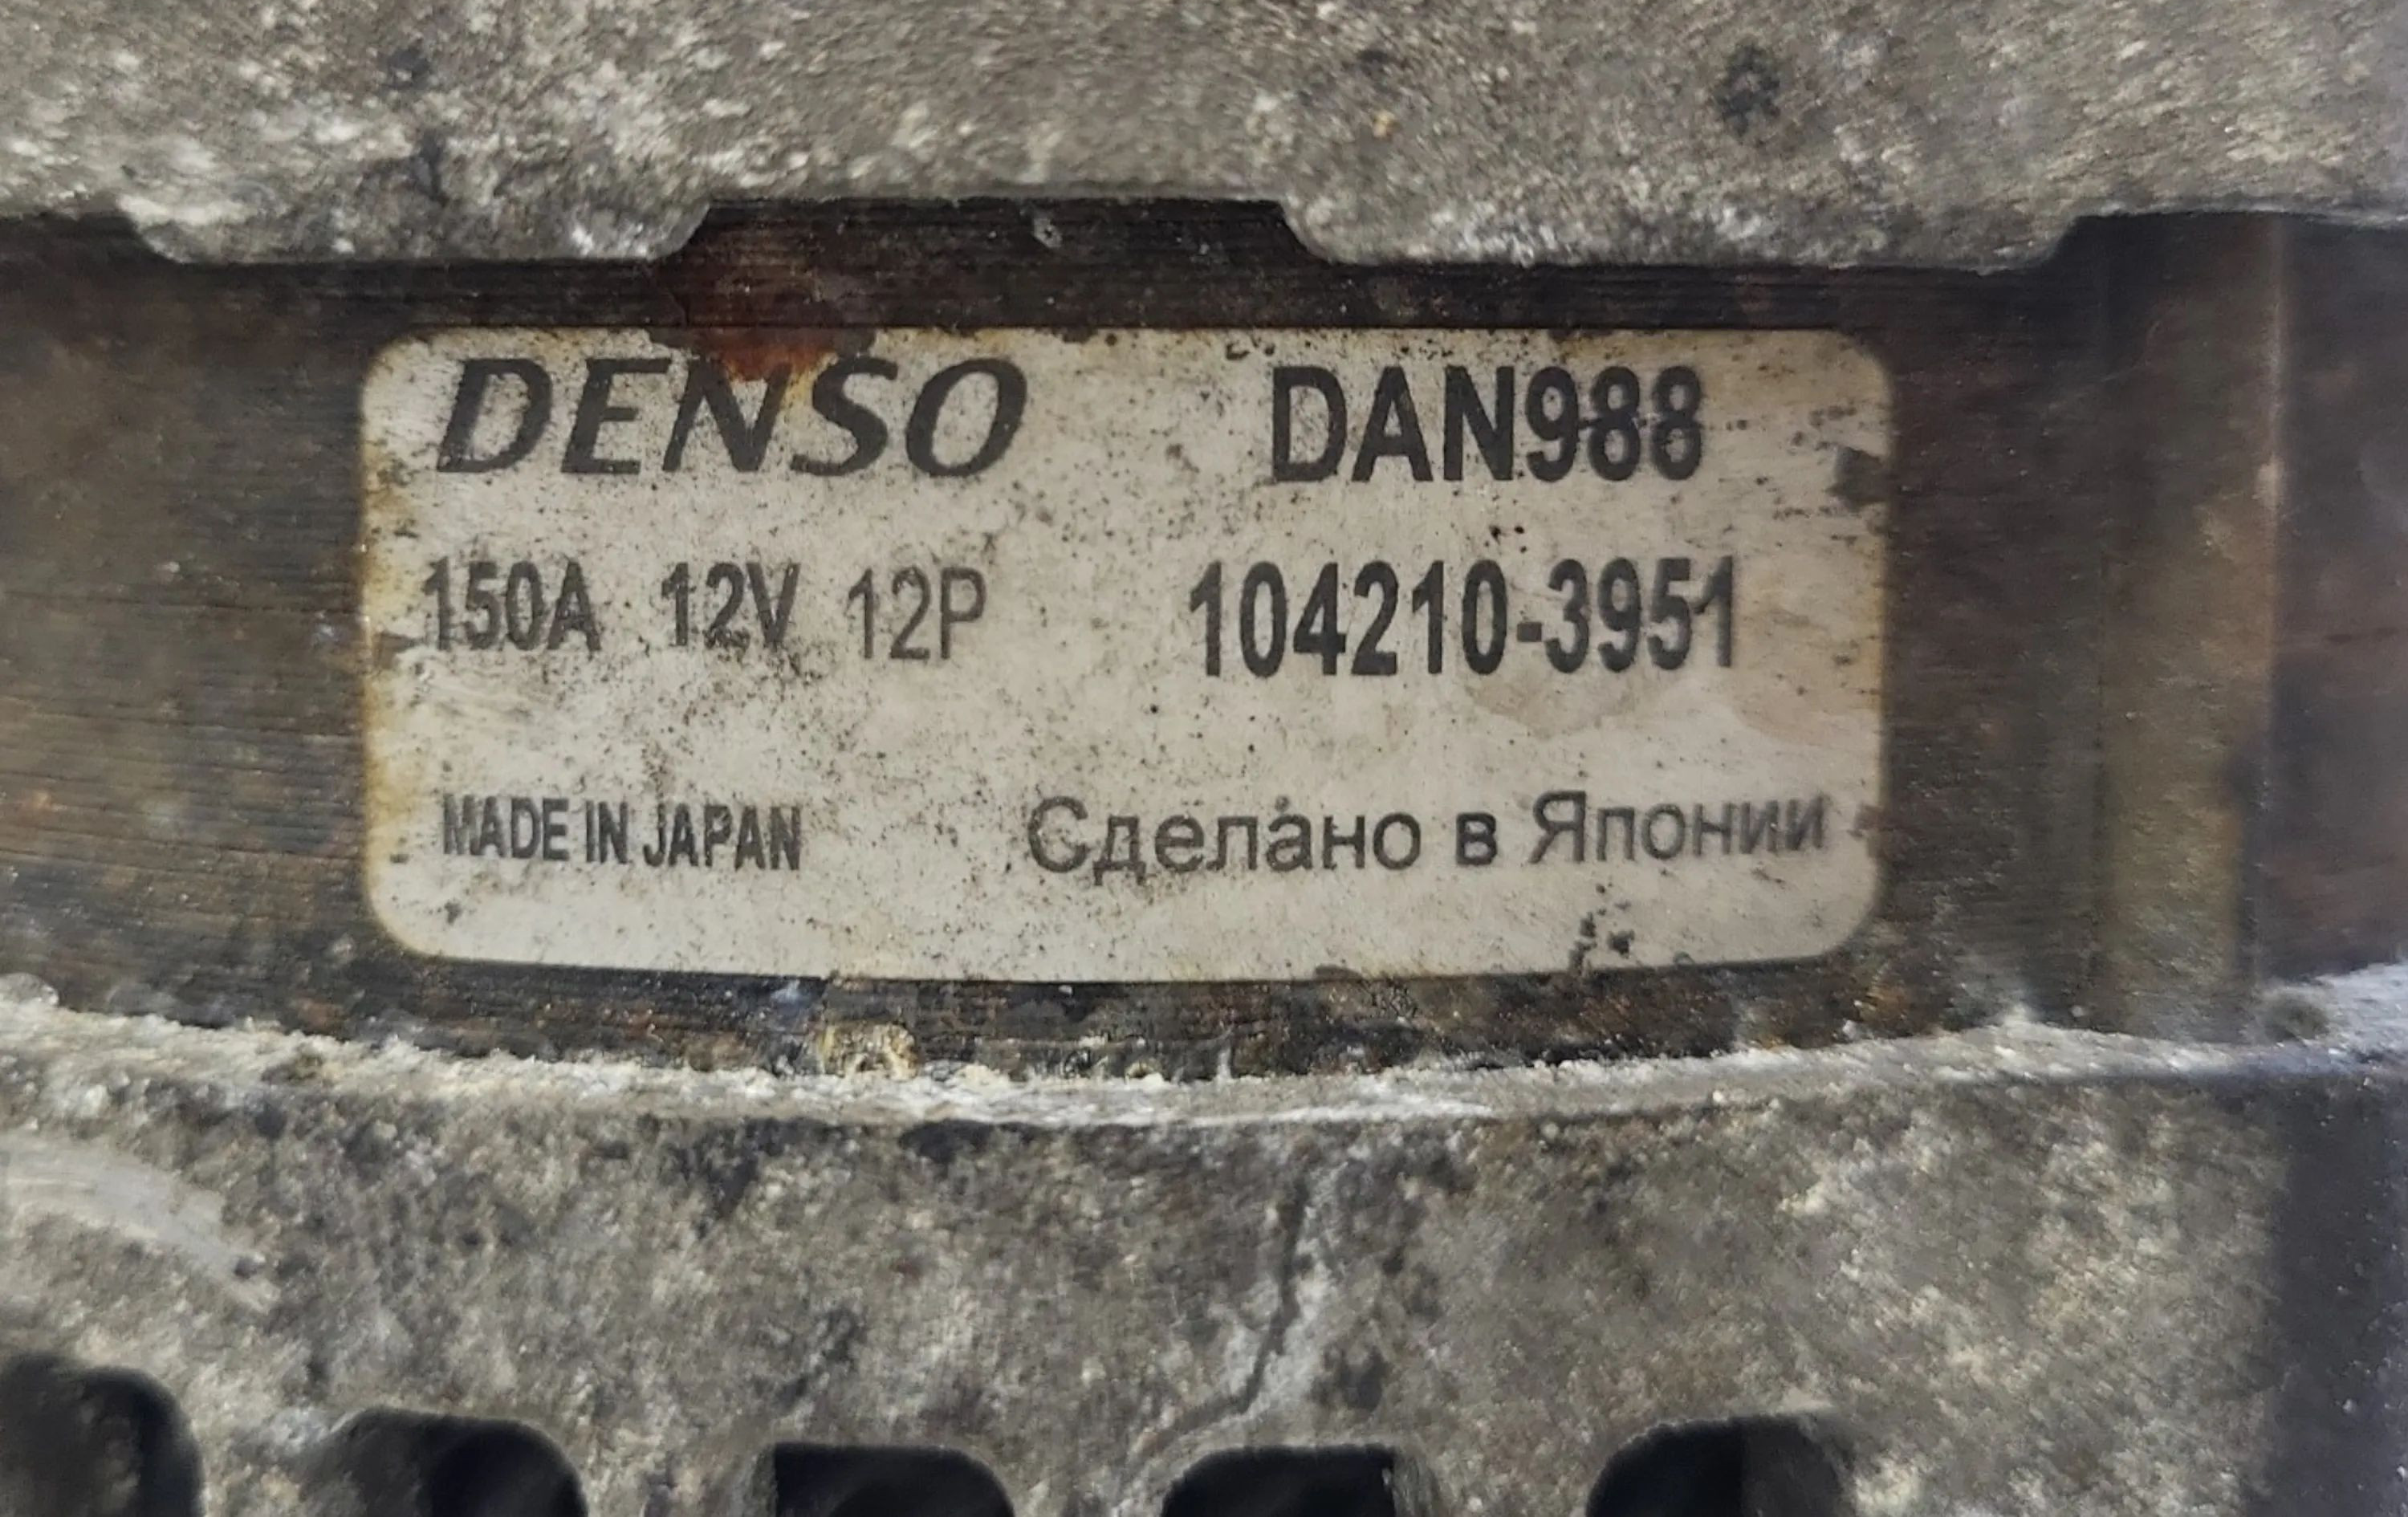 DENSO DAN988
150A 12V 12P 104210-3951
MADE IN JAPAN Сделано в Японии